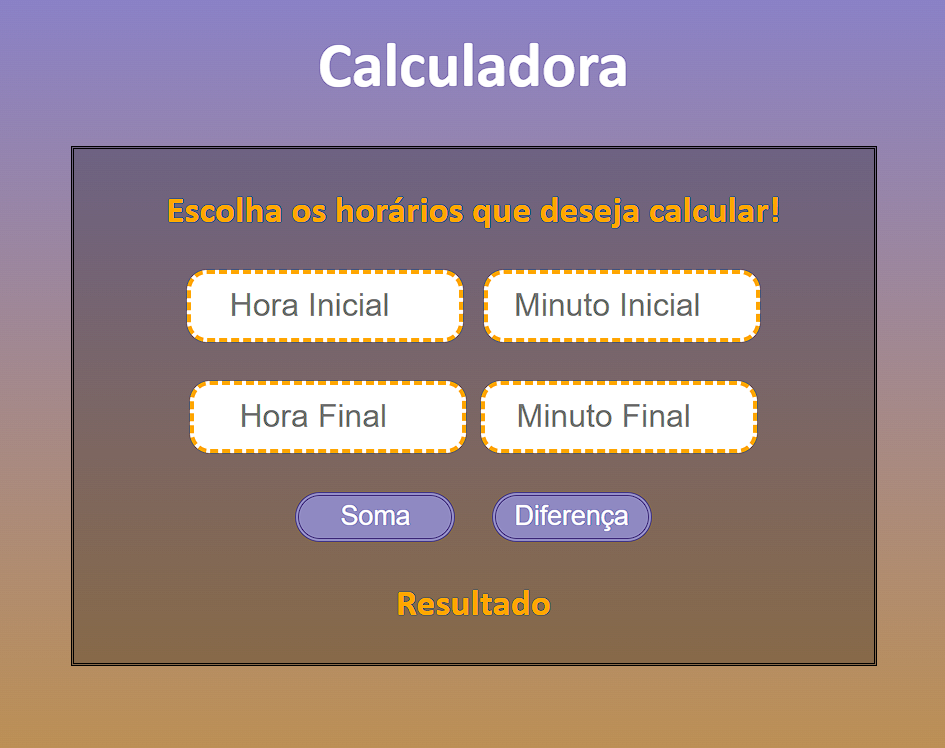 Calculadora
Escolha os horários que deseja calcular!
Hora Inicial Minuto Inicial
Hora Final Minuto Final
Soma Diferença
Resultado